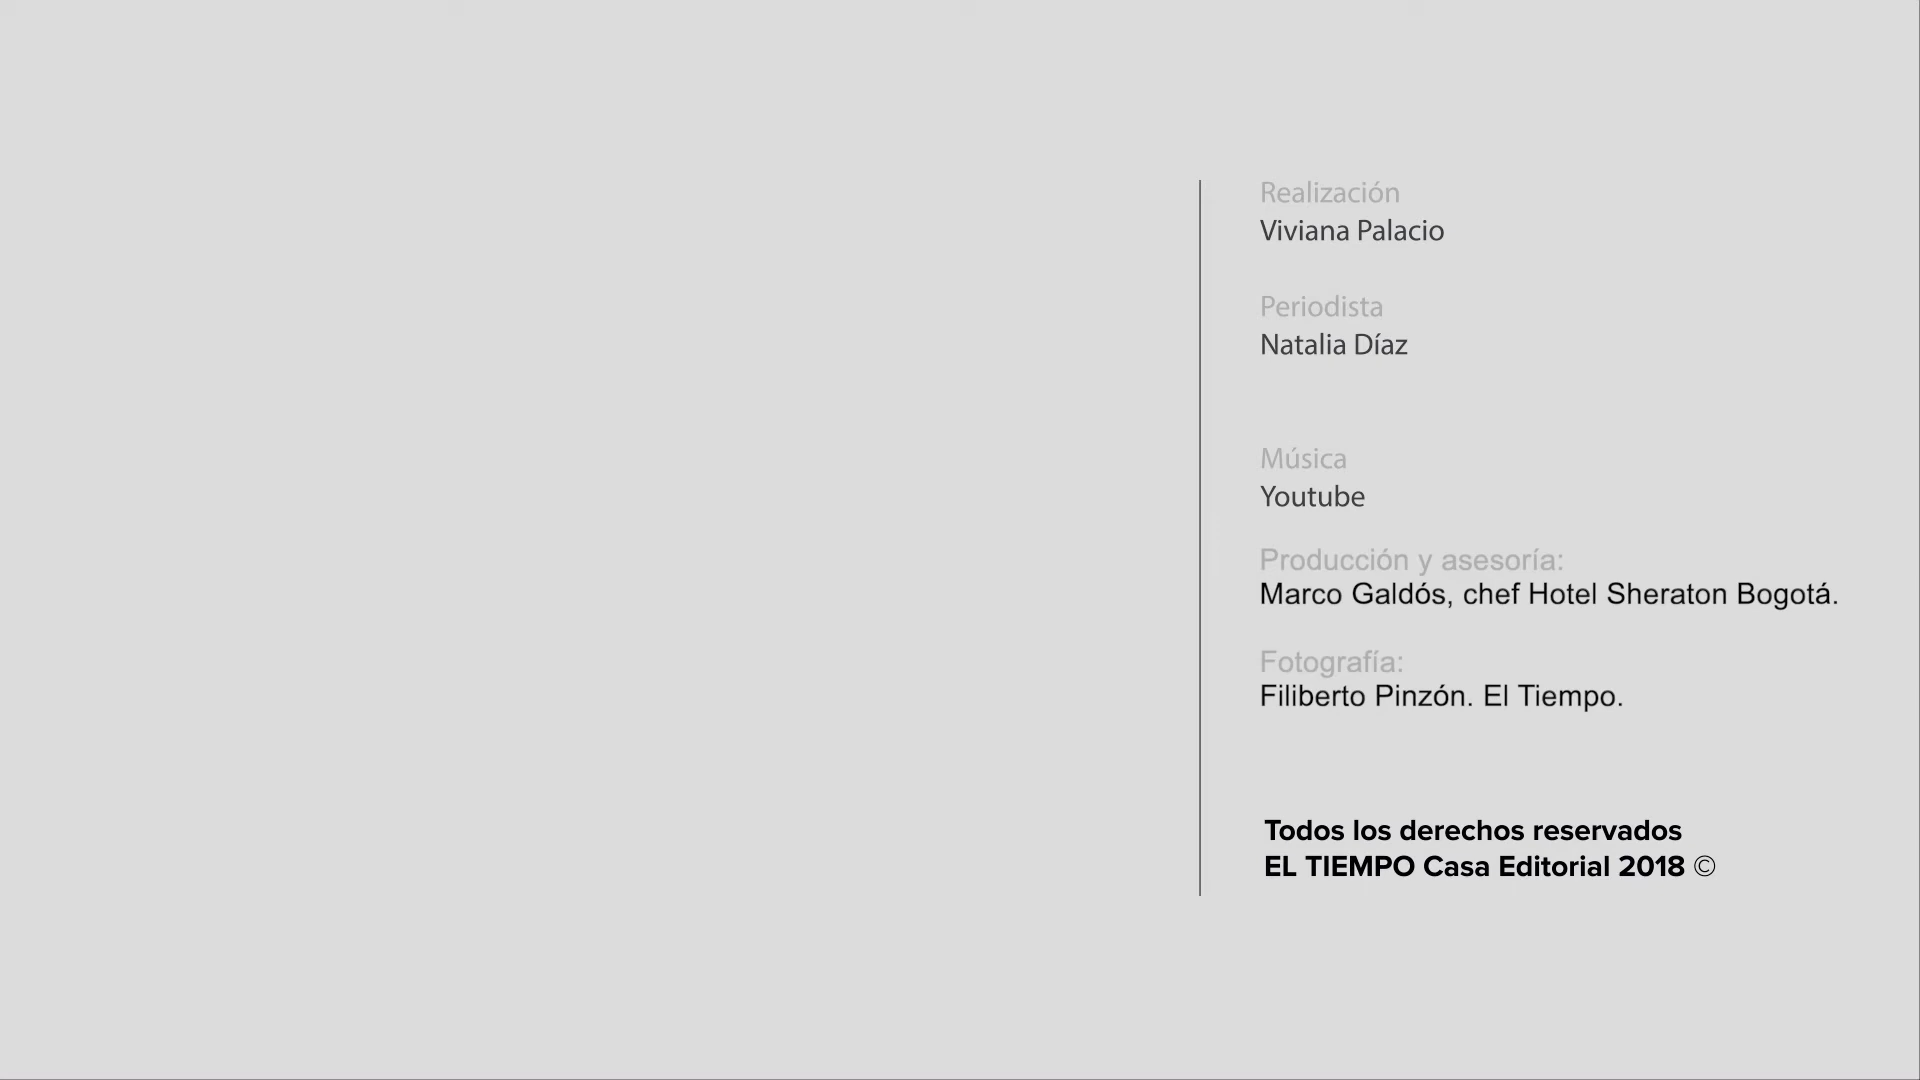 Realización
Viviana Palacio
Periodista
Natalia Díaz
Música
Youtube
Producción y asesoría:
Marco Galdós, chef Hotel Sheraton Bogotá.
Fotografía:
Filiberto Pinzón. El Tiempo.
Todos los derechos reservados
EL TIEMPO Casa Editorial 2018 ©